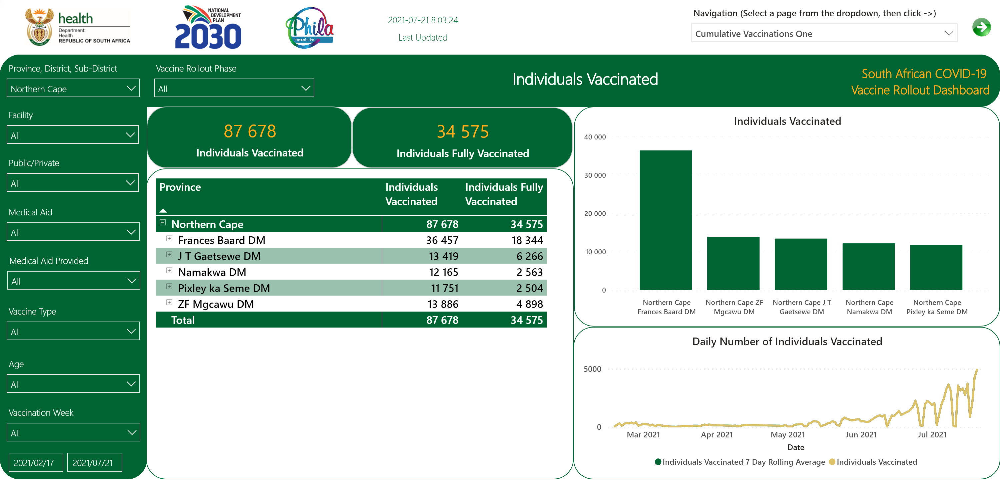 health
Department:
Health
REPUBLIC OF SOUTH AFRICA
NATIONAL
DEVELOPMENT
PLAN
2030
Phila
Inspired to live
2021-07-21 8:03:24
Last Updated
Navigation (Select a page from the dropdown, then click ->)
Cumulative Vaccinations One
Province, District, Sub-District
Northern Cape
Vaccine Rollout Phase
All
Individuals Vaccinated
South African COVID-19
Vaccine Rollout Dashboard
Facility
All
Public/Private
All
Medical Aid
All
Medical Aid Provided
All
Vaccine Type
All
Age
All
Vaccination Week
All
2021/02/17 2021/07/21
87 678
Individuals Vaccinated
34 575
Individuals Fully Vaccinated
Province Individuals Vaccinated Individuals Fully Vaccinated
Northern Cape 87 678 34 575
Frances Baard DM 36 457 18 344
J T Gaetsewe DM 13 419 6 266
Namakwa DM 12 165 2 563
Pixley ka Seme DM 11 751 2 504
ZF Mgcawu DM 13 886 4 898
Total 87 678 34 575
Individuals Vaccinated
40 000
30 000
20 000
10 000
0
Northern Cape Frances Baard DM
Northern Cape ZF Mgcawu DM
Northern Cape J T Gaetsewe DM
Northern Cape Namakwa DM
Northern Cape Pixley ka Seme DM
Daily Number of Individuals Vaccinated
5000
0
Mar 2021 Apr 2021 May 2021 Jun 2021 Jul 2021
Date
Individuals Vaccinated 7 Day Rolling Average Individuals Vaccinated